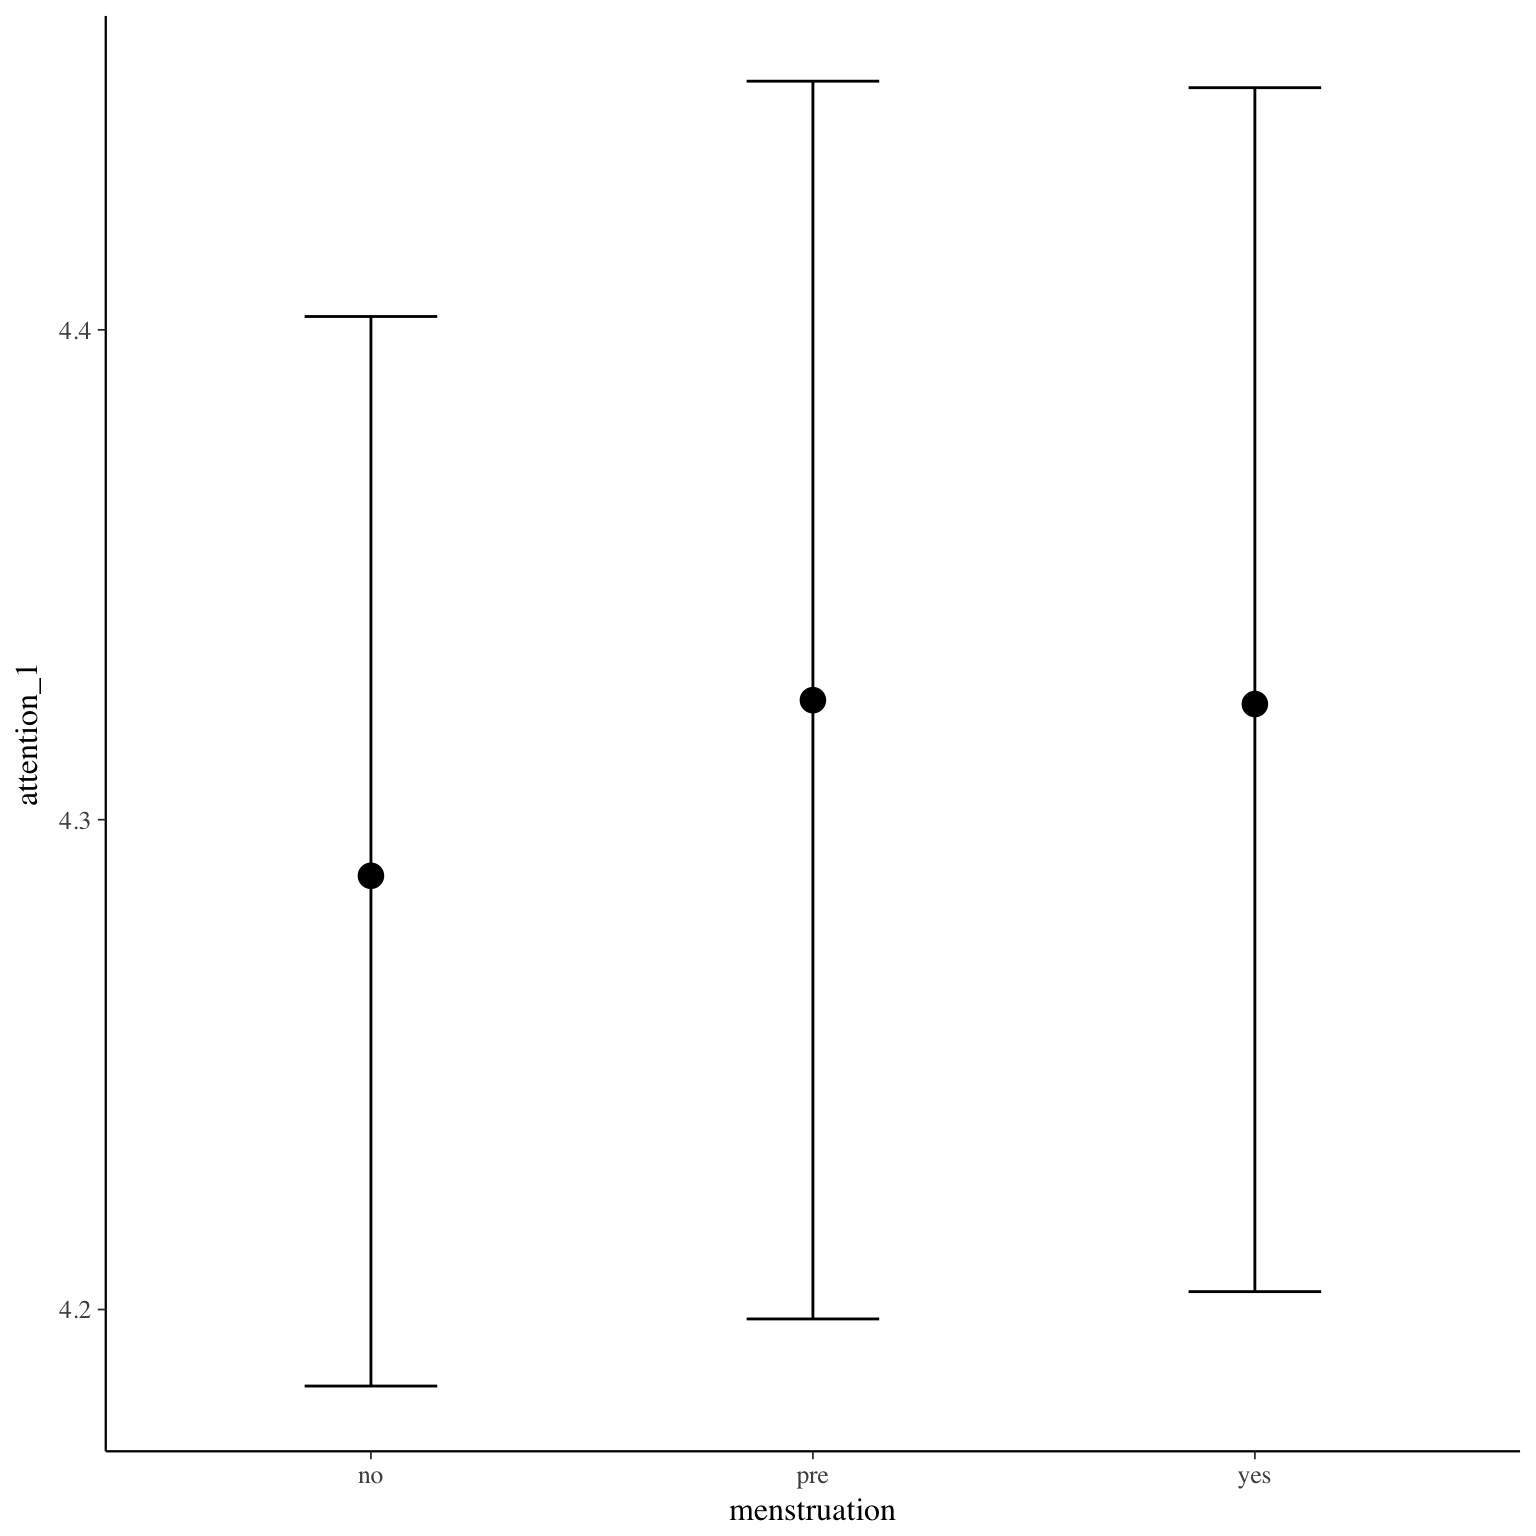 attention_1
4.4
4.3
4.2
no pre yes
menstruation